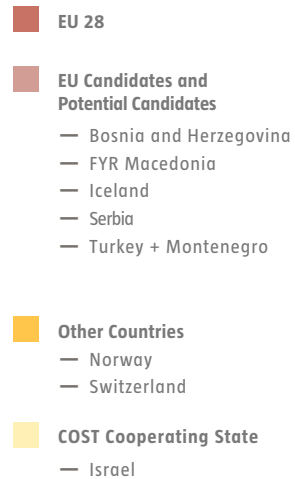 EU 28
EU Candidates and
Potential Candidates
— Bosnia and Herzegovina
— FYR Macedonia
— Iceland
— Serbia
— Turkey + Montenegro
Other Countries
— Norway
— Switzerland
COST Cooperating State
— Israel